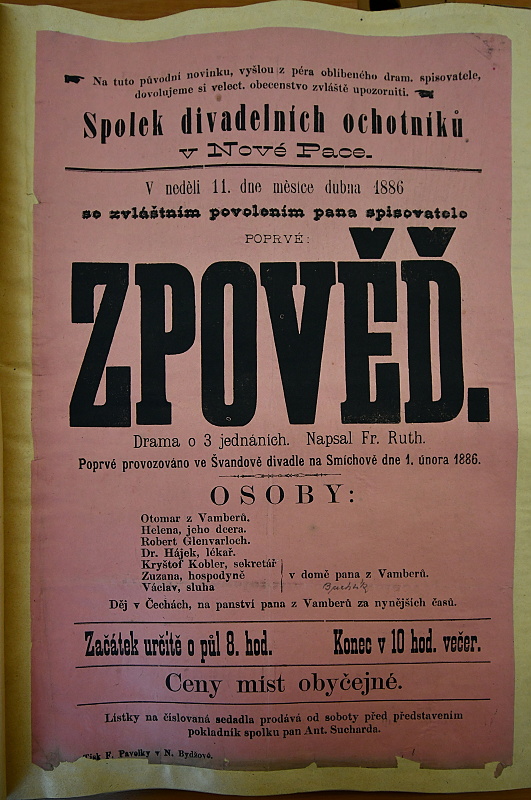 Na tuto původní novinku, vyšlou z péra oblíbeného dram. spisovatele,
dovolujeme si velect. obecenstvo zvláště upozorniti.
Spolek divadelních ochotníků
v Nové Pace.
V neděli 11. dne měsíce dubna 1886
se zvláštním povolením pana spisovatele
POPRVÉ:
ZPOVĚĎ.
Drama o 3 jednáních. Napsal Fr. Ruth.
Poprvé provozováno ve Švandově divadle na Smíchově dne 1. února 1886.
OSOBY:
Otomar z Vamberů.
Helena, jeho dcera.
Robert Glenvarloch.
Dr. Hájek, lékař.
Kryštof Kobler, sekretář
Zuzana, hospodyně
v domě pana z Vamberů.
Václav, sluha
Děj v Čechách, na panství pana z Vamberů za nynějších časů.
Začátek určitě o půl 8. hod. Konec v 10 hod. večer.
Ceny míst obyčejné.
Lístky na číslovaná sedadla prodává od soboty před představením
pokladník spolku pan Ant. Sucharda.
Tisk F. Pavelky v N. Bydžově.